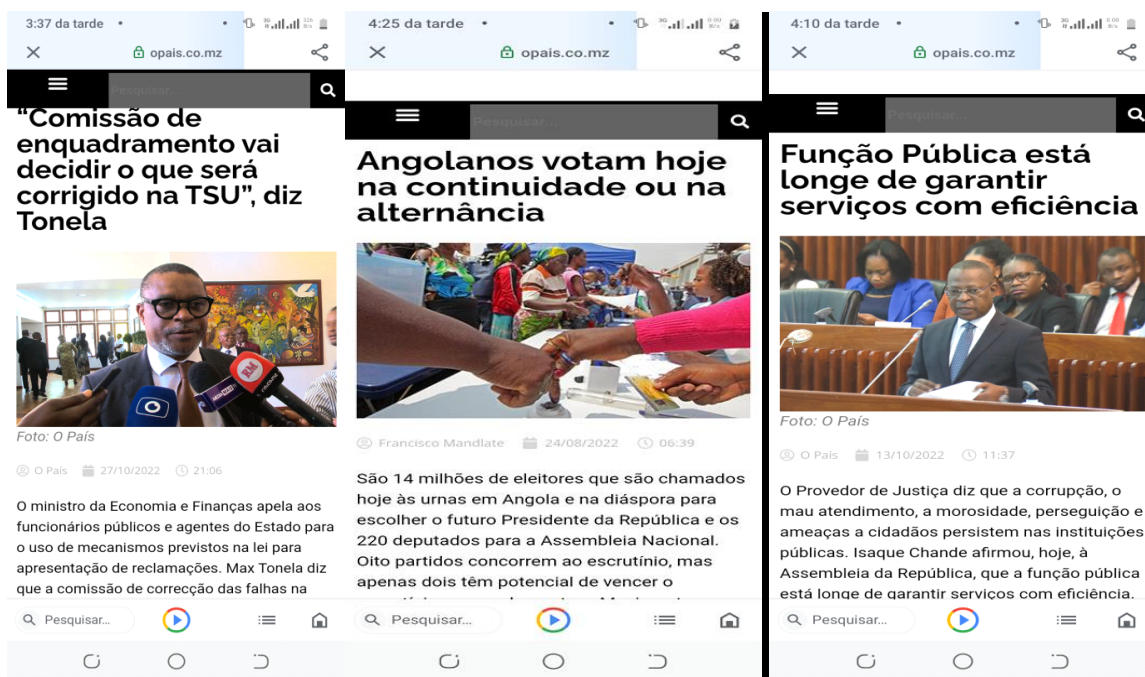 3:37 da tarde
opais.co.mz
Pesquisar...
“Comissão de
enquadramento vai
decidir o que será
corrigido na TSU”, diz
Tonela
Foto: O País
O País 27/10/2022 21:06
O ministro da Economia e Finanças apela aos
funcionários públicos e agentes do Estado para
o uso de mecanismos previstos na lei para
apresentação de reclamações. Max Tonela diz
que a comissão de correcção das falhas na
Pesquisar...
4:25 da tarde
opais.co.mz
Pesquisar...
Angolanos votam hoje
na continuidade ou na
alternância
Francisco Mandlate 24/08/2022 06:39
São 14 milhões de eleitores que são chamados
hoje às urnas em Angola e na diáspora para
escolher o futuro Presidente da República e os
220 deputados para a Assembleia Nacional.
Oito partidos concorrem ao escrutínio, mas
apenas dois têm potencial de vencer o
Pesquisar...
4:10 da tarde
opais.co.mz
Pesquisar...
Função Pública está
longe de garantir
serviços com eficiência
Foto: O País
O País 13/10/2022 11:37
O Provedor de Justiça diz que a corrupção, o
mau atendimento, a morosidade, perseguição e
ameaças a cidadãos persistem nas instituições
públicas. Isaque Chande afirmou, hoje, à
Assembleia da República, que a função pública
está longe de garantir serviços com eficiência.
Pesquisar...